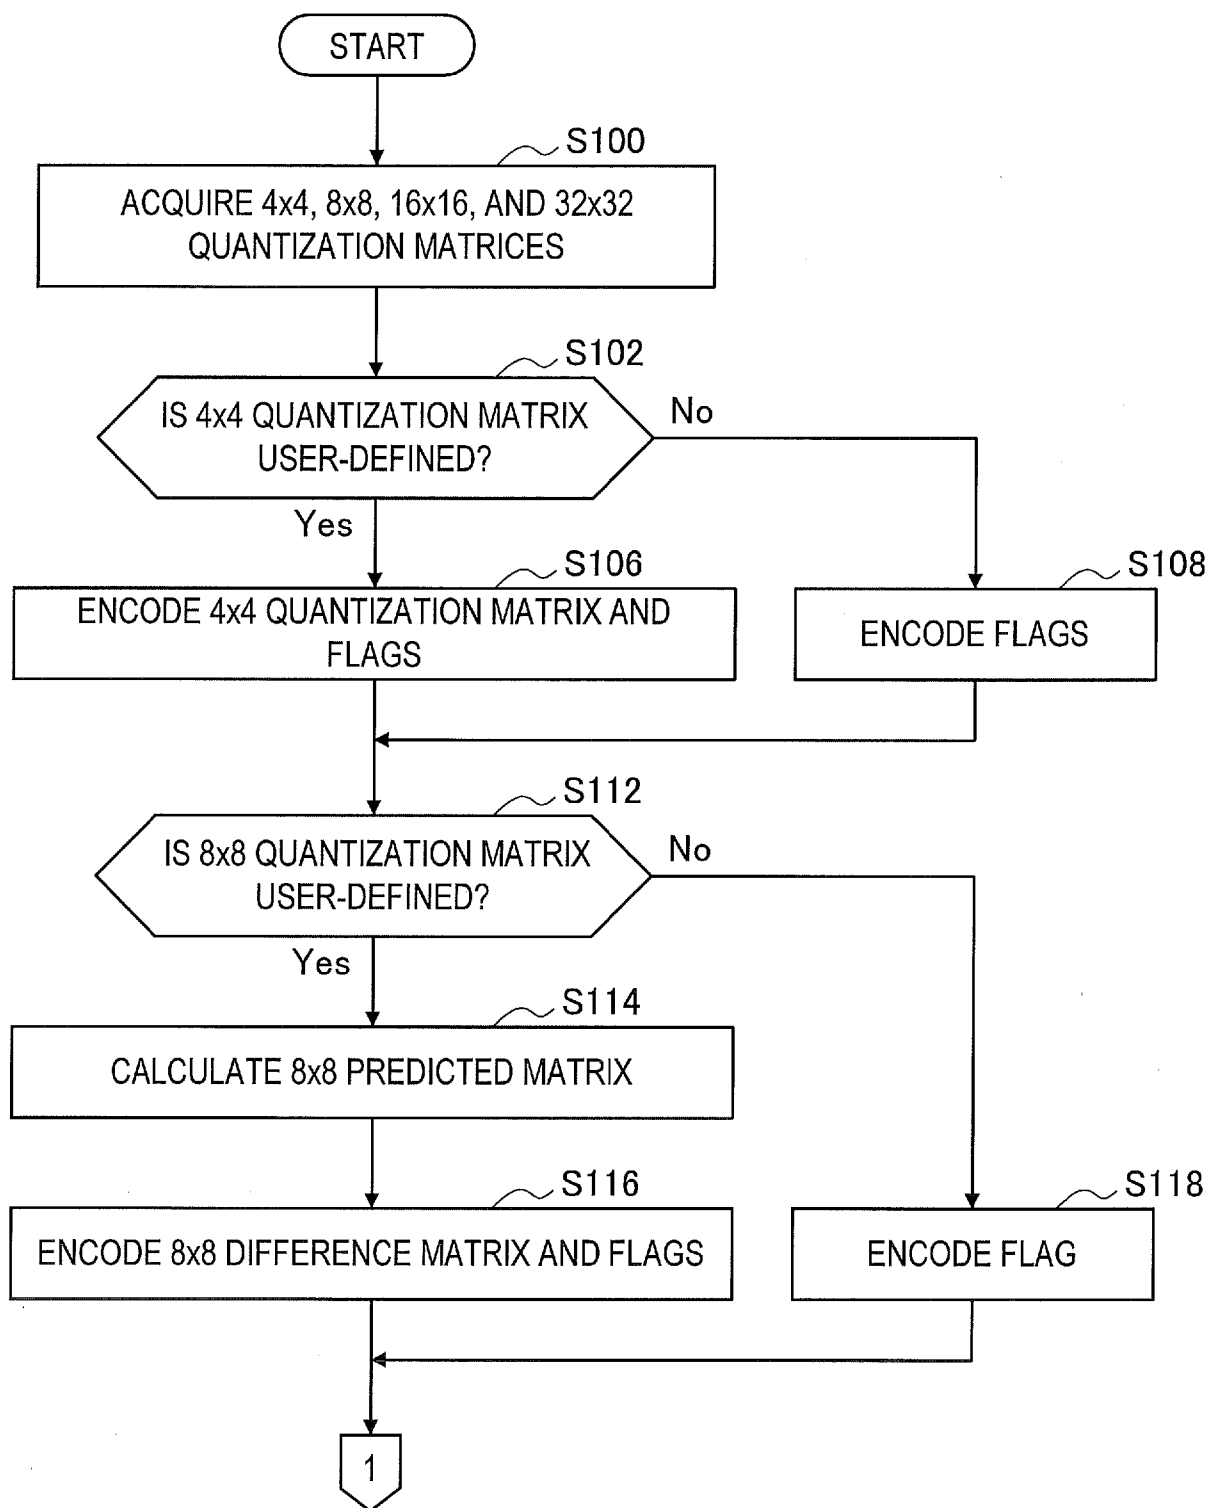 START
S100
ACQUIRE 4x4, 8x8, 16x16, AND 32x32
QUANTIZATION MATRICES
S102
IS 4x4 QUANTIZATION MATRIX
USER-DEFINED?
No
Yes
S106
ENCODE 4x4 QUANTIZATION MATRIX AND
FLAGS
S108
ENCODE FLAGS
S112
IS 8x8 QUANTIZATION MATRIX
USER-DEFINED?
No
Yes
S114
CALCULATE 8x8 PREDICTED MATRIX
S116
ENCODE 8x8 DIFFERENCE MATRIX AND FLAGS
S118
ENCODE FLAG
1